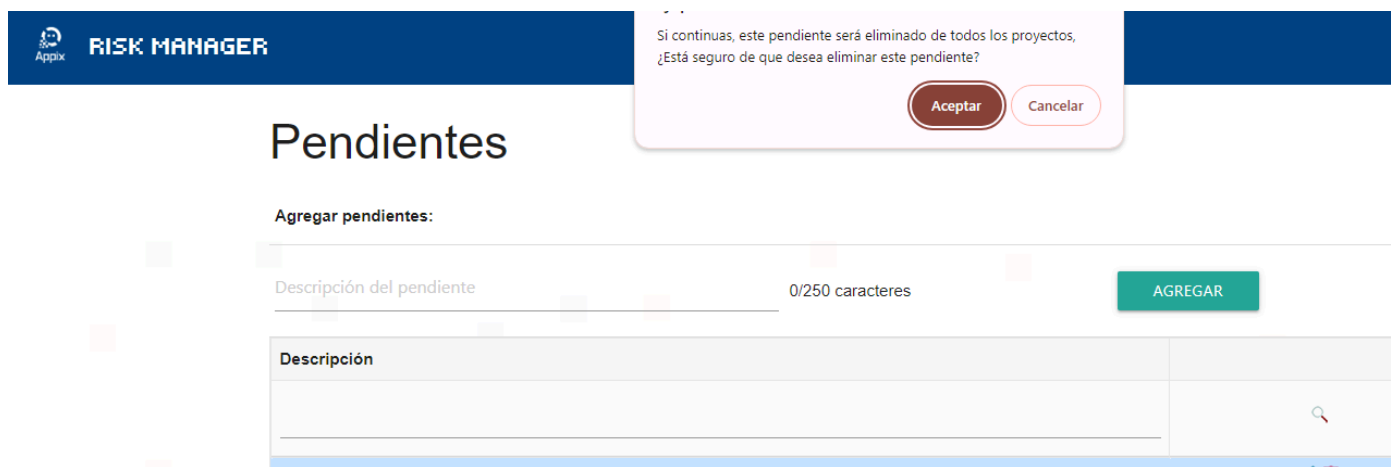 Appix
RISK MANAGER
Si continuas, este pendiente será eliminado de todos los proyectos,
¿Está seguro de que desea eliminar este pendiente?
Aceptar
Cancelar
Pendientes
Agregar pendientes:
Descripción del pendiente
0/250 caracteres
AGREGAR
Descripción